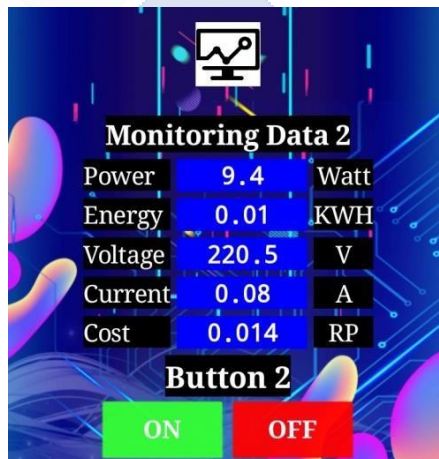 Monitoring Data 2
Power 9.4 Watt
Energy 0.01 KWH
Voltage 220.5 V
Current 0.08 A
Cost 0.014 RP
Button 2
ON OFF